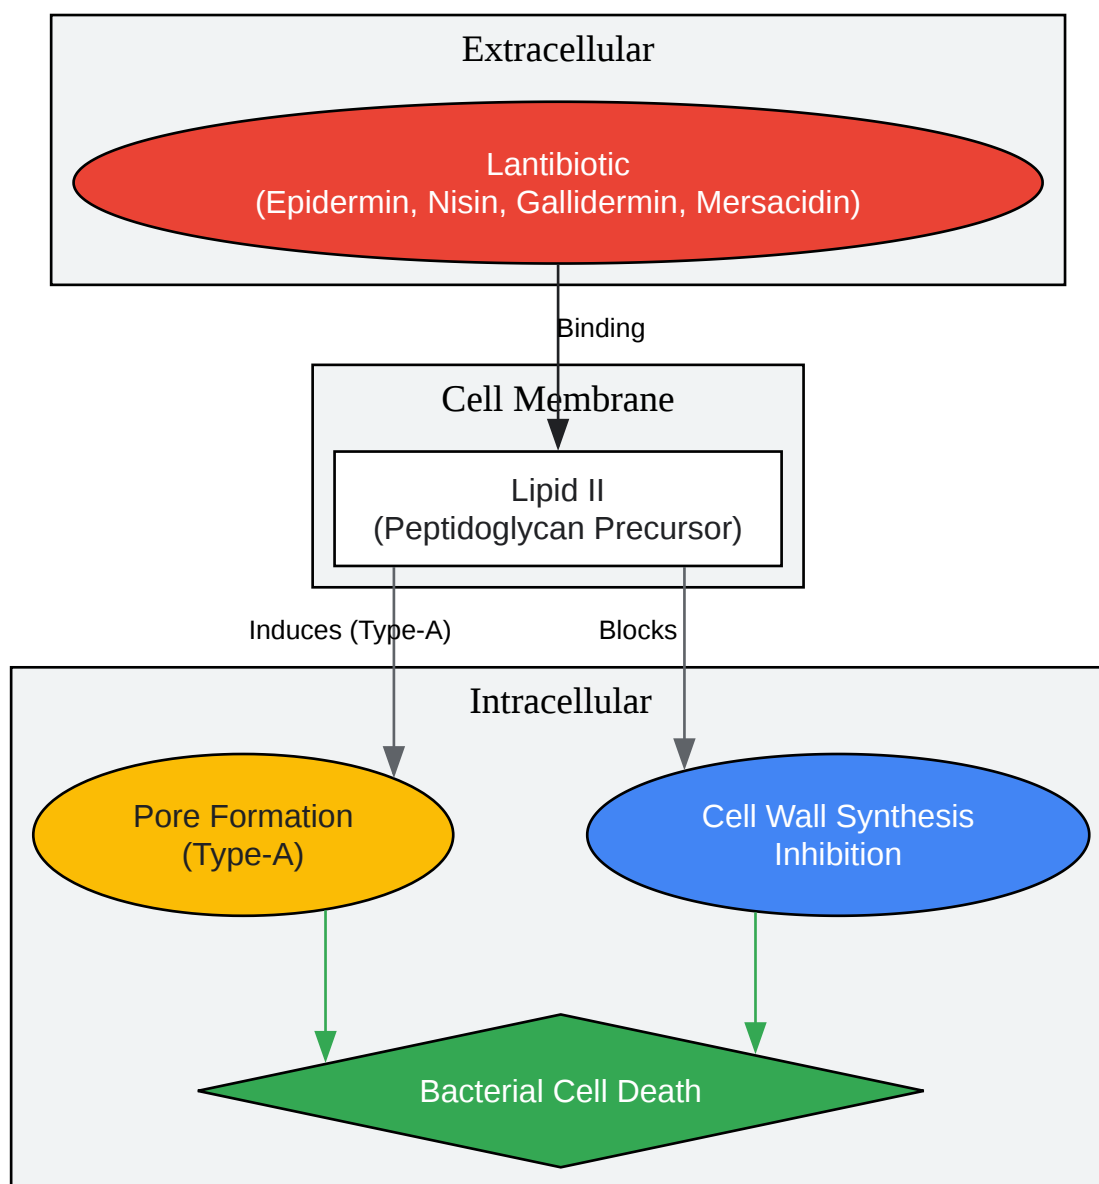 Extracellular
Lantibiotic
(Epidermin, Nisin, Gallidermin, Mersacidin)
Binding
Cell Membrane
Lipid II
(Peptidoglycan Precursor)
Induces (Type-A)
Blocks
Intracellular
Pore Formation
(Type-A)
Cell Wall Synthesis
Inhibition
Bacterial Cell Death